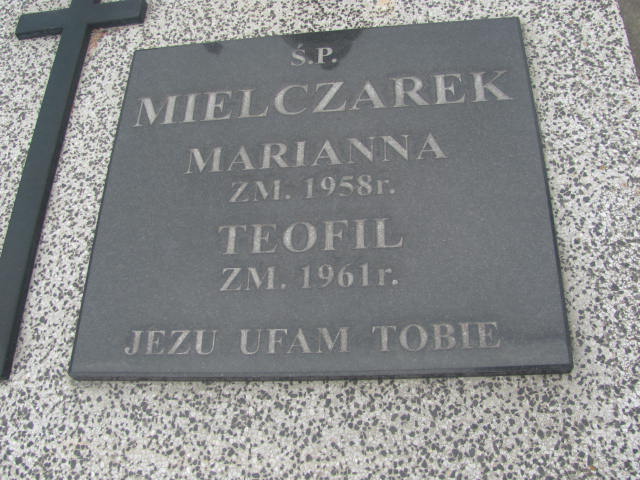 Ś.P.
MIELCZAREK
MARIANNA
ZM. 1958r.
TEOFIL
ZM. 1961r.
JEZU UFAM TOBIE